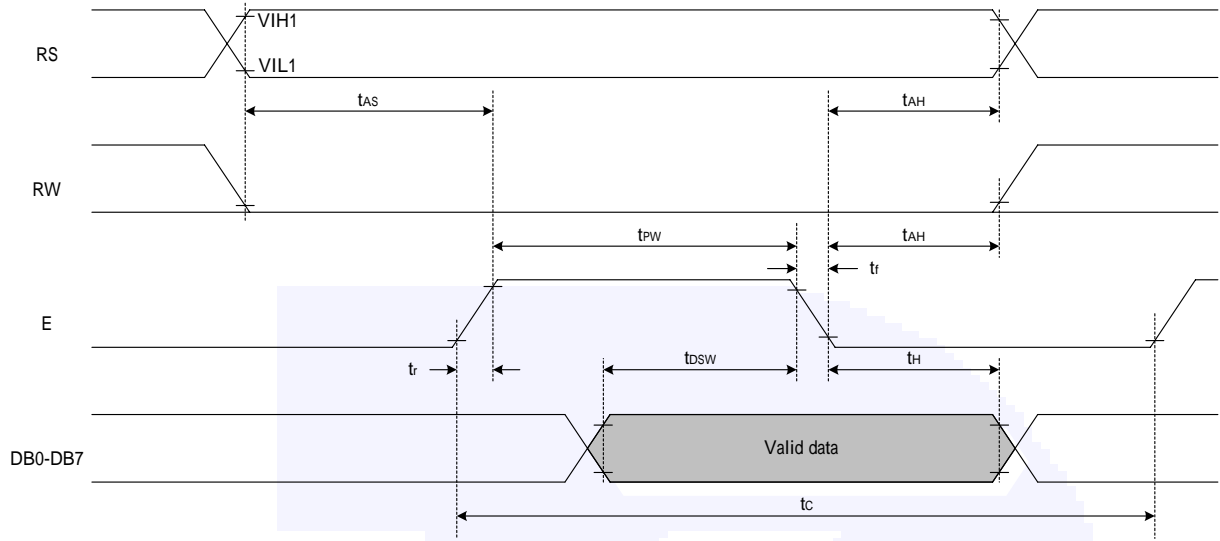 VIH1
RS
VIL1
tAS
tAH
RW
tPW
tAH
tf
E
tr
tDSW
tH
DB0-DB7
Valid data
tC